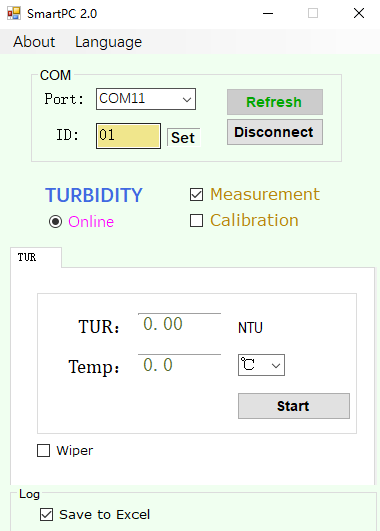 SmartPC 2.0
About Language
COM
Port: COM11 Refresh
ID: 01 Set Disconnect
TURBIDITY Measurement
Online Calibration
TUR
TUR: 0.00 NTU
Temp: 0.0 ℃
Start
Wiper
Log
Save to Excel